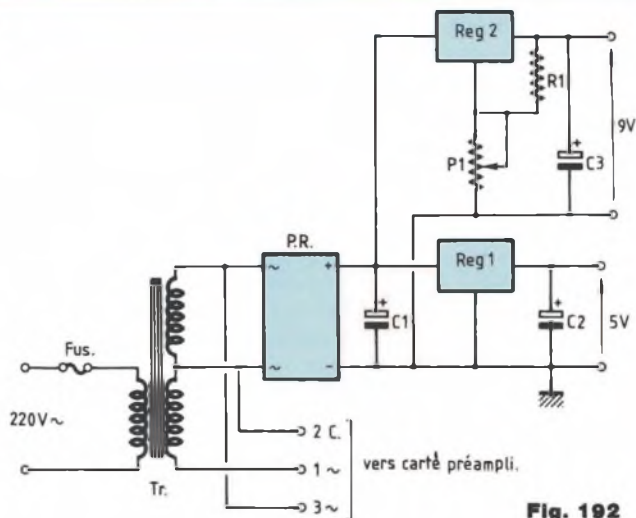 Reg 2
R1
9V
P1
C3
P.R.
~
+
Reg 1
+
+
C1
C2
5V
~
-
Fus.
220V~
Tr.
2 C.
1 ~
3 ~
vers carté préampli.
+
Fig. 192